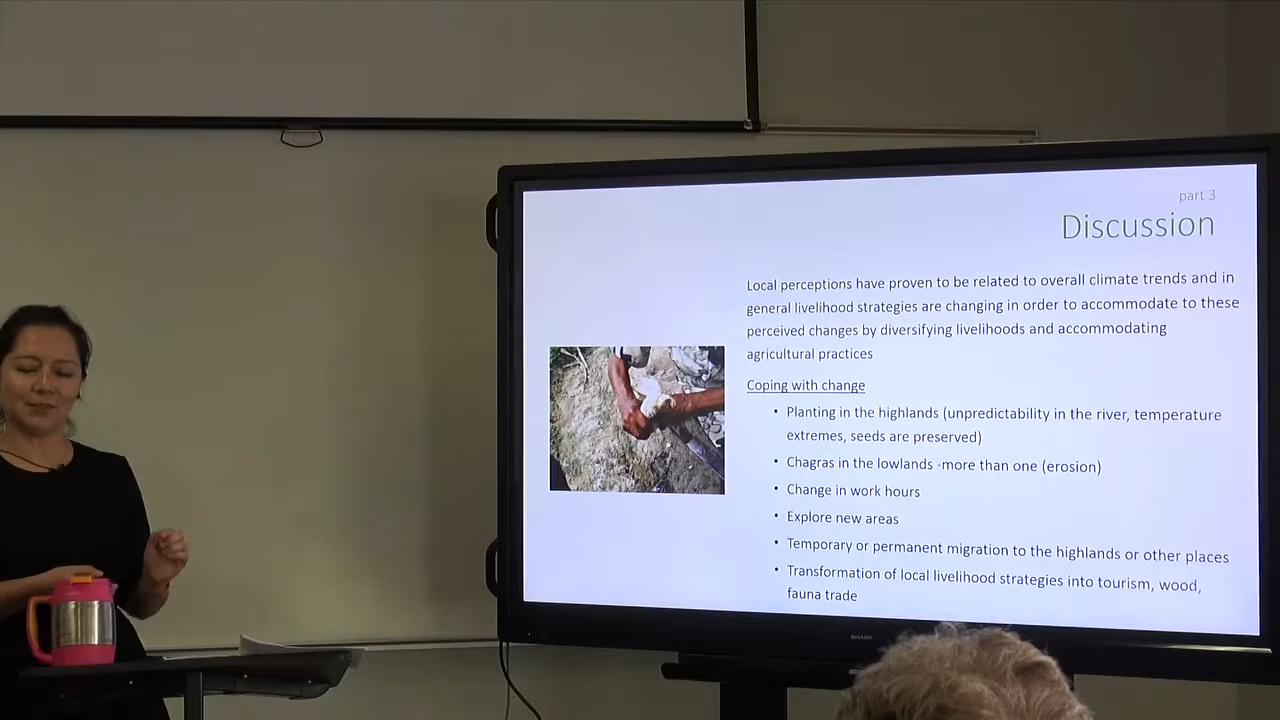 part 3
Discussion
Local perceptions have proven to be related to overall climate trends and in
general livelihood strategies are changing in order to accommodate to these
perceived changes by diversifying livelihoods and accommodating
agricultural practices
Coping with change
• Planting in the highlands (unpredictability in the river, temperature
extremes, seeds are preserved)
• Chagras in the lowlands -more than one (erosion)
• Change in work hours
• Explore new areas
• Temporary or permanent migration to the highlands or other places
• Transformation of local livelihood strategies into tourism, wood,
fauna trade
SHARP